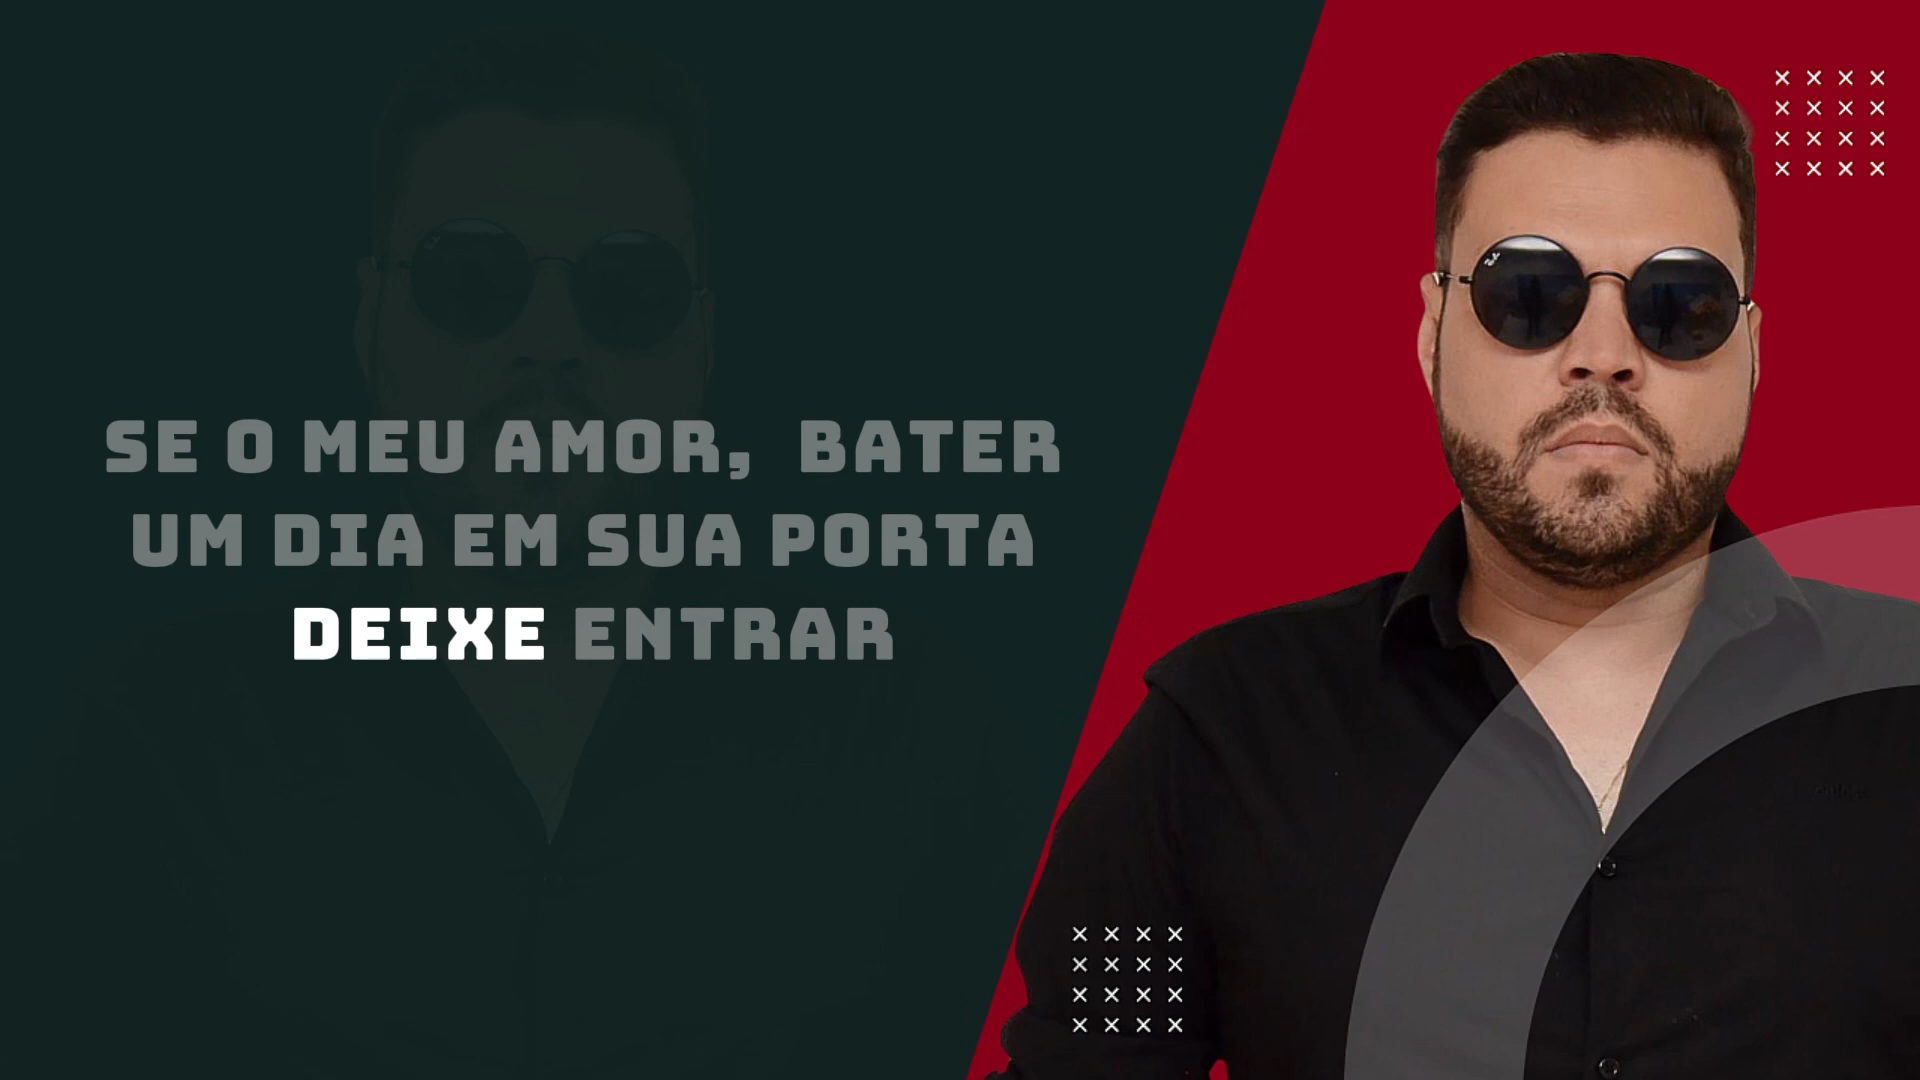 SE O MEU AMOR, BATER
UM DIA EM SUA PORTA
DEIXE ENTRAR